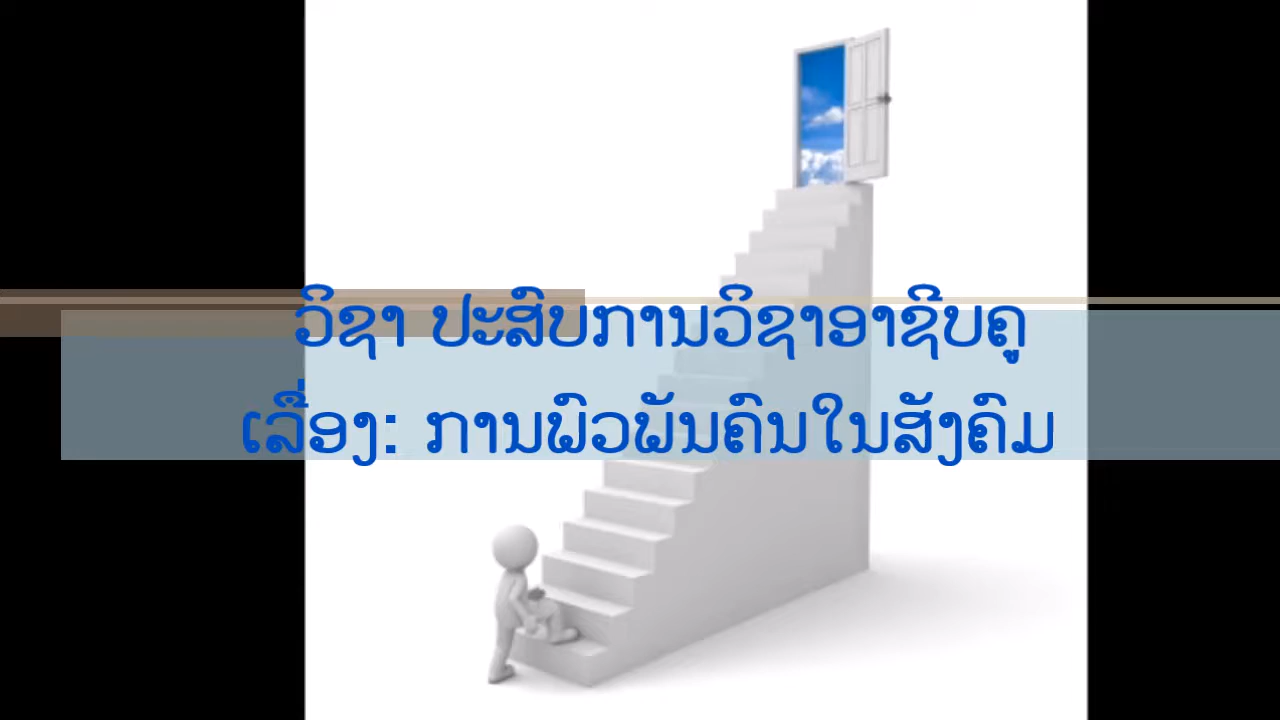 ວິຊາ ປະສົບການວິຊາອາຊີບຄູ
ເລື່ອງ: ການພົວພັນຄົນໃນສັງຄົມ